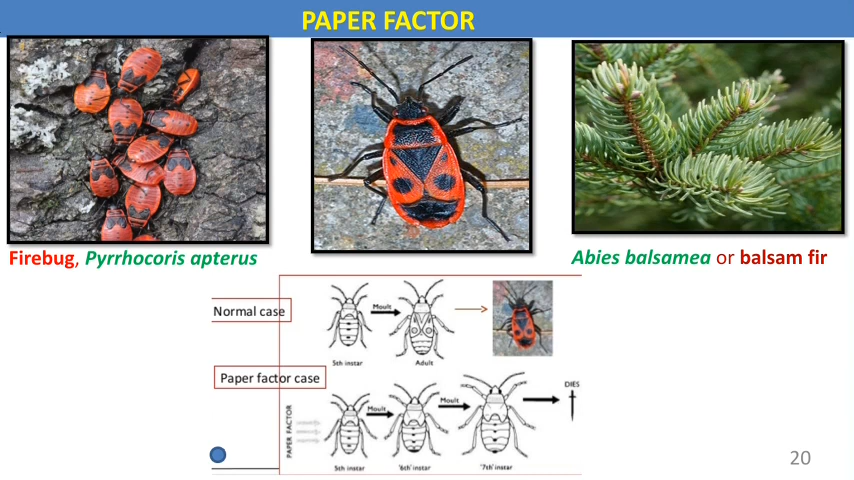 PAPER FACTOR
Firebug, Pyrrhocoris apterus
Abies balsamea or balsam fir
Normal case
Moult
5th instar
Adult
Paper factor case
PAPER FACTOR
Moult
Moult
DIES
5th instar
'6th' instar
'7th' instar
20